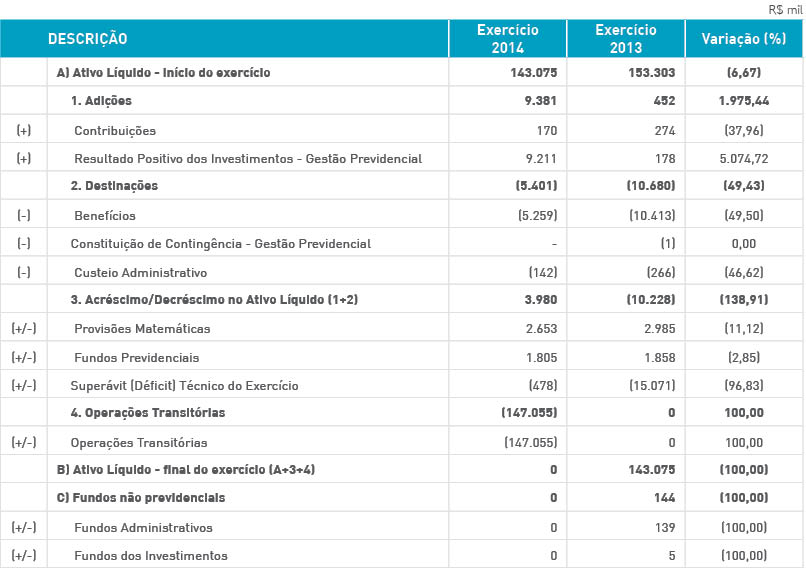 R$ mil
DESCRIÇÃO Exercício 2014 Exercício 2013 Variação (%)
A) Ativo Líquido - Início do exercício 143.075 153.303 (6,67)
1. Adições 9.381 452 1.975,44
(+) Contribuições 170 274 (37,96)
(+) Resultado Positivo dos Investimentos - Gestão Previdencial 9.211 178 5.074,72
2. Destinações (5.401) (10.680) (49,43)
(-) Benefícios (5.259) (10.413) (49,50)
(-) Constituição de Contingência - Gestão Previdencial - (1) 0,00
(-) Custeio Administrativo (142) (266) (46,62)
3. Acréscimo/Decréscimo no Ativo Líquido (1+2) 3.980 (10.228) (138,91)
(+/-) Provisões Matemáticas 2.653 2.985 (11,12)
(+/-) Fundos Previdenciais 1.805 1.858 (2,85)
(+/-) Superávit (Déficit) Técnico do Exercício (478) (15.071) (96,83)
4. Operações Transitórias (147.055) 0 100,00
(+/-) Operações Transitórias (147.055) 0 100,00
B) Ativo Líquido - final do exercício (A+3+4) 0 143.075 (100,00)
C) Fundos não previdenciais 0 144 (100,00)
(+/-) Fundos Administrativos 0 139 (100,00)
(+/-) Fundos dos Investimentos 0 5 (100,00)